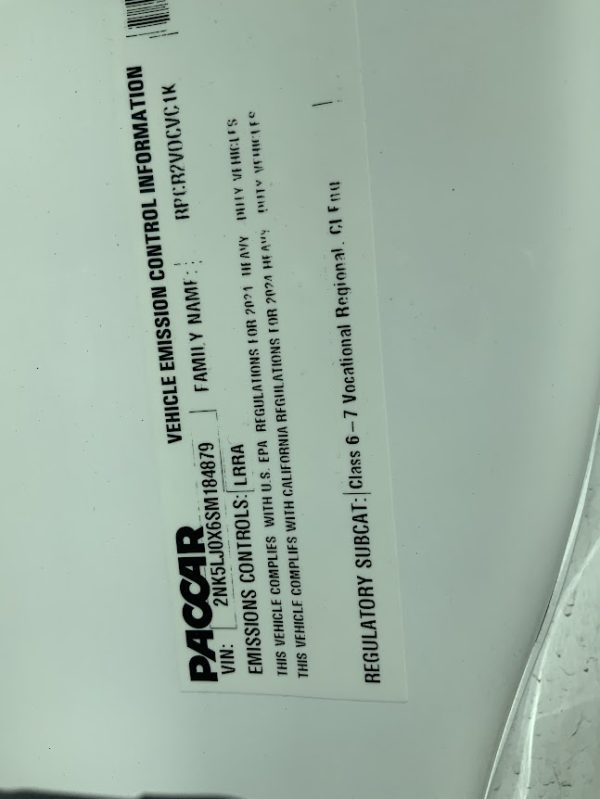 PACCAR VEHICLE EMISSION CONTROL INFORMATION
VIN: 2NK5LJ0X6SM184879 FAMILY NAME: RPCR2VOCVC1K
EMISSIONS CONTROLS: LRRA
THIS VEHICLE COMPLIES WITH U.S. EPA REGULATIONS FOR 2024 HEAVY DUTY VEHICLES
THIS VEHICLE COMPLIES WITH CALIFORNIA REGULATIONS FOR 2024 HEAVY DUTY VEHICLES
REGULATORY SUBCAT: Class 6-7 Vocational Regional, CI